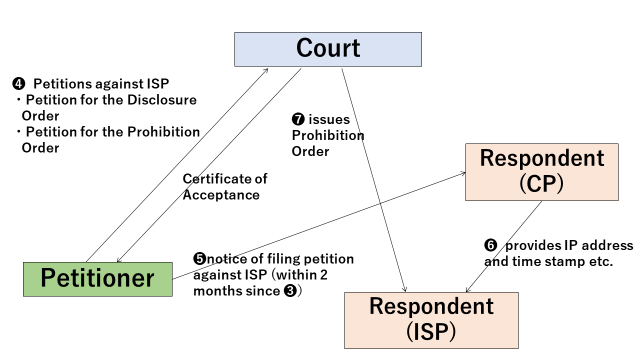 Court
❹ Petitions against ISP
・Petition for the Disclosure
Order
・Petition for the Prohibition
Order
❼ issues
Prohibition
Order
Certificate of
Acceptance
Respondent
(CP)
❺notice of filing petition
against ISP (within 2
months since ❸)
❻ provides IP address
and time stamp etc.
Petitioner
Respondent
(ISP)